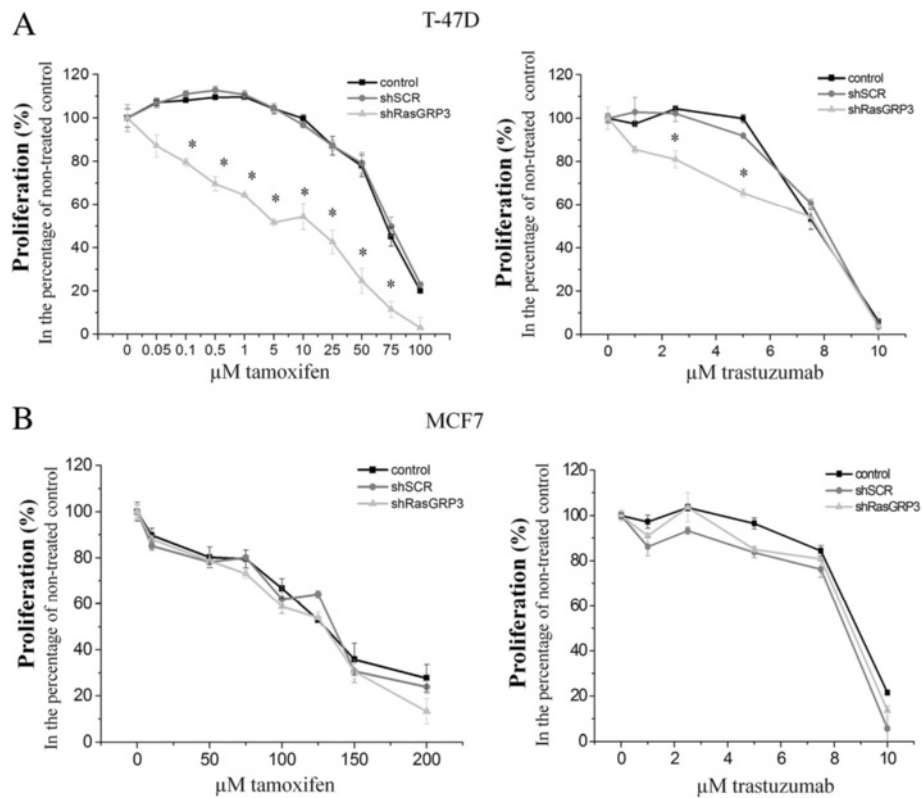 A
T-47D
Proliferation (%)
In the percentage of non-treated control
120
100
80
60
40
20
0
control
shSCR
shRasGRP3
* * * * * * * *
0 0.05 0.1 0.5 1 5 10 25 50 75 100
µM tamoxifen
Proliferation (%)
In the percentage of non-treated control
120
100
80
60
40
20
0
control
shSCR
shRasGRP3
* *
0 2 4 6 8 10
µM trastuzumab
B
MCF7
Proliferation (%)
In the percentage of non-treated control
120
100
80
60
40
20
0
control
shSCR
shRasGRP3
0 50 100 150 200
µM tamoxifen
Proliferation (%)
In the percentage of non-treated control
120
100
80
60
40
20
0
control
shSCR
shRasGRP3
0 2 4 6 8 10
µM trastuzumab